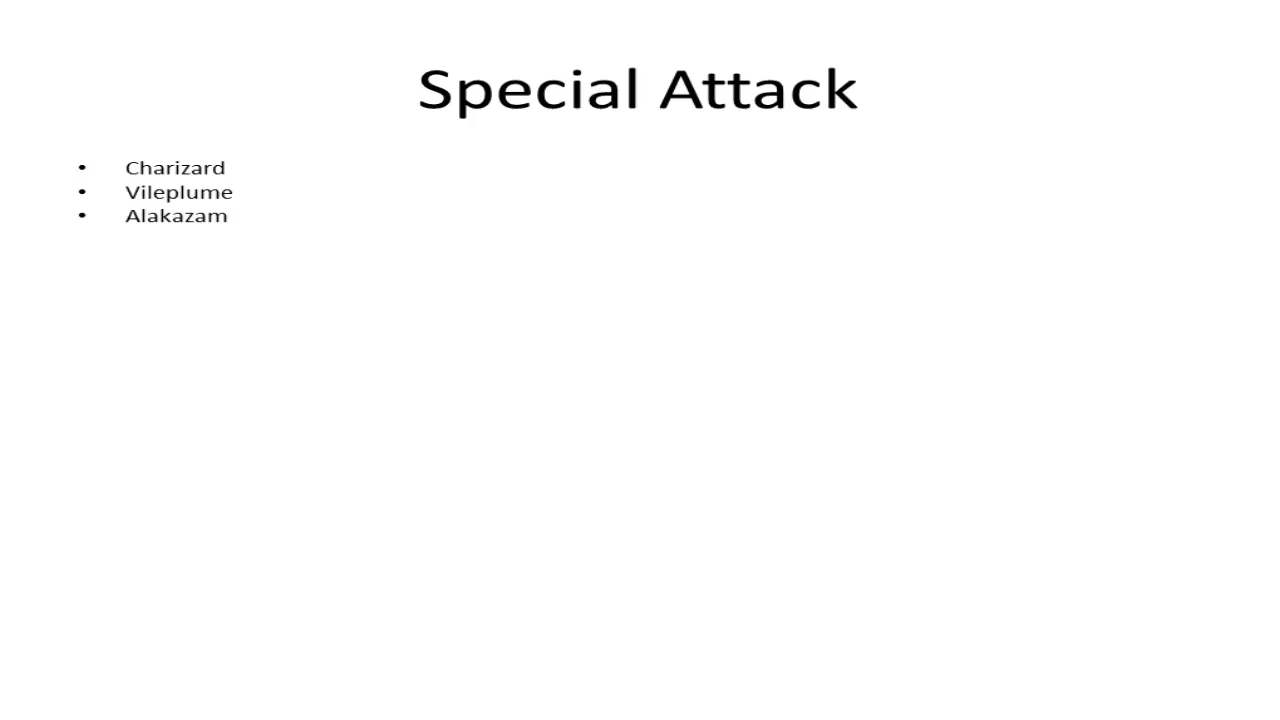 Special Attack
• Charizard
• Vileplume
• Alakazam